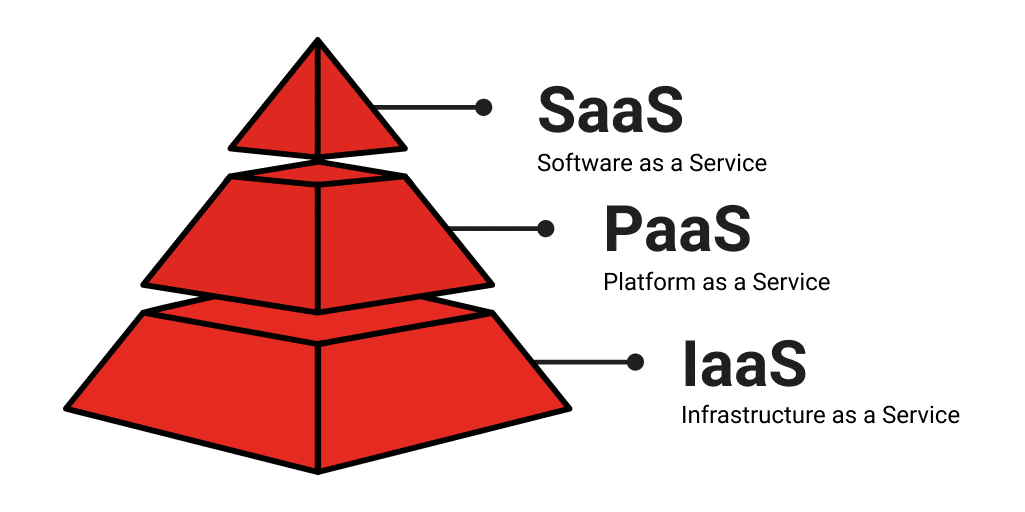 SaaS
Software as a Service
PaaS
Platform as a Service
IaaS
Infrastructure as a Service